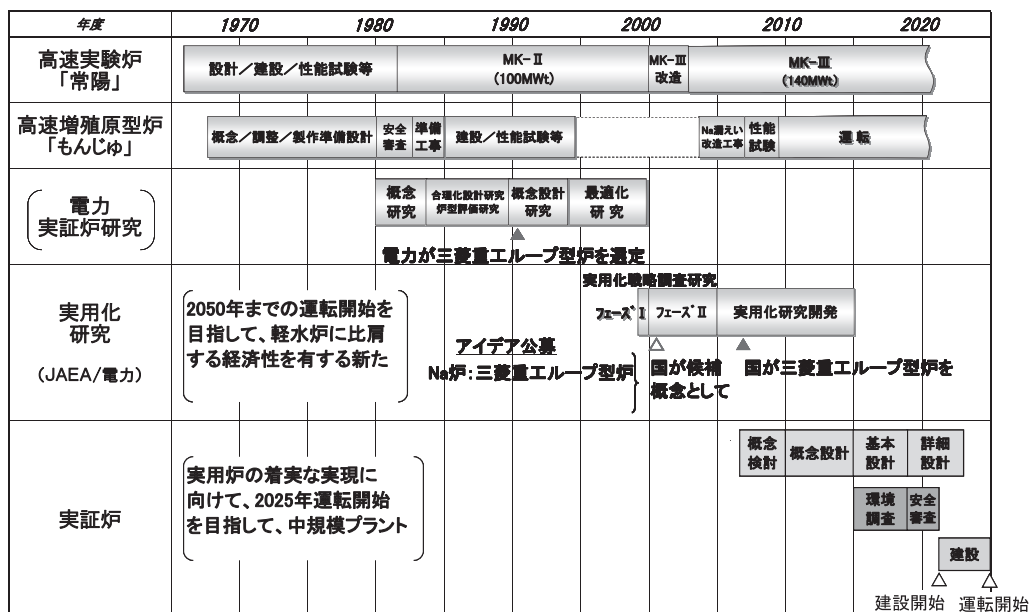 年度 1970 1980 1990 2000 2010 2020
高速実験炉
「常陽」
設計／建設／性能試験等
MK-Ⅱ
(100MWt)
MK-Ⅲ
改造
MK-Ⅲ
(140MWt)
高速増殖原型炉
「もんじゅ」
概念／調整／製作準備設計
安全
審査
準備
工事
建設／性能試験等
Na漏えい
改造工事
性能
試験
運転
電力
実証炉研究
概念
研究
合理化設計研究
炉型評価研究
概念設計
研究
最適化
研究
電力が三菱重工ループ型炉を選定
実用化
研究
(JAEA/電力)
2050年までの運転開始を
目指して、軽水炉に比肩
する経済性を有する新た
実用化戦略調査研究
フェーズⅠ
フェーズⅡ
実用化研究開発
アイデア公募
Na炉：三菱重工ループ型炉
国が候補
概念として
国が三菱重工ループ型炉を
実証炉
実用炉の着実な実現に
向けて、2025年運転開始
を目指して、中規模プラント
概念
検討
概念設計
基本
設計
詳細
設計
環境
調査
安全
審査
建設
建設開始
運転開始